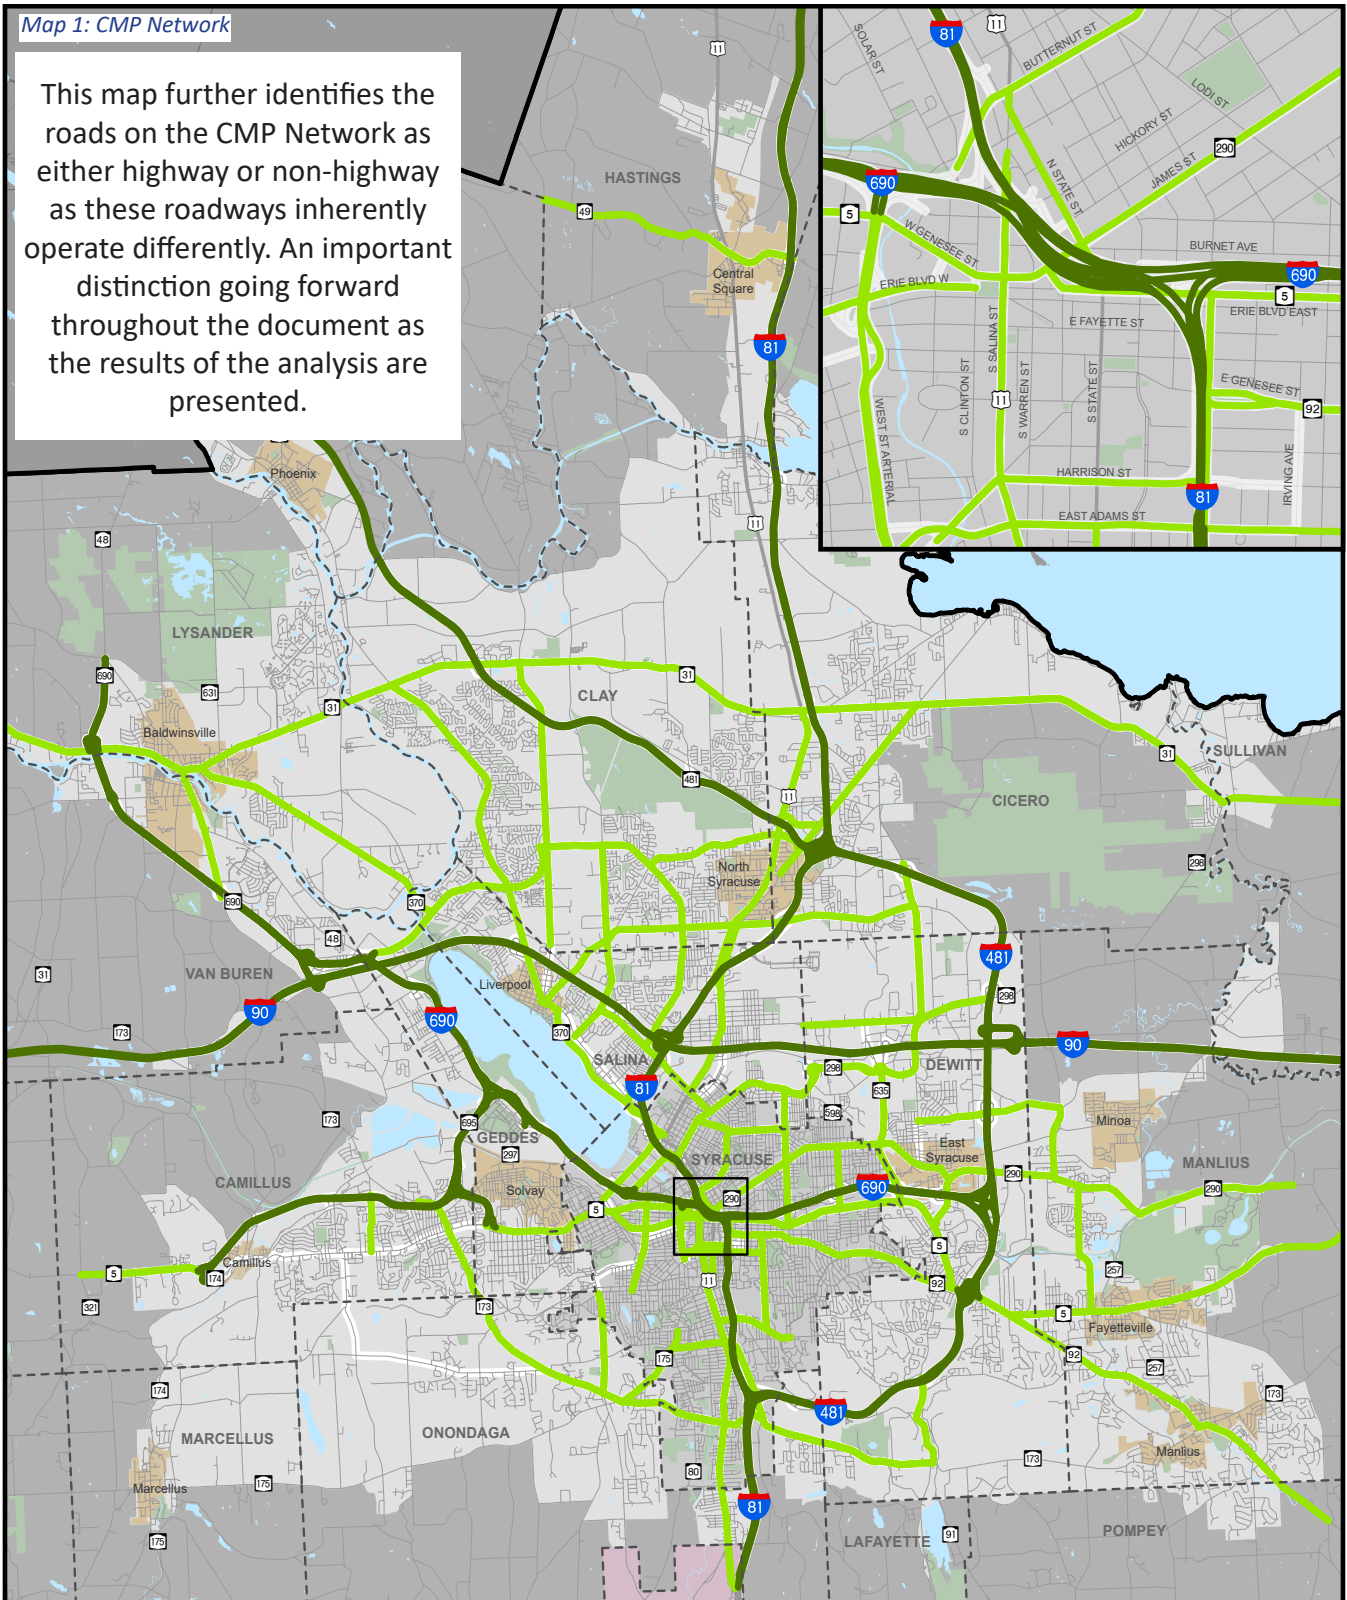 Map 1: CMP Network
This map further identifies the
roads on the CMP Network as
either highway or non-highway
as these roadways inherently
operate differently. An important
distinction going forward
throughout the document as
the results of the analysis are
presented.
11
81
11
SOLAR ST
BUTTERNUT ST
LODI ST
HICKORY ST
290
JAMES ST
N STATE ST
690
5
W GENESEE ST
BURNET AVE
690
5
ERIE BLVD W
ERIE BLVD EAST
E FAYETTE ST
S SALINA ST
S CLINTON ST
S WARREN ST
S STATE ST
11
E GENESEE ST
92
WEST ST ARTERIAL
HARRISON ST
IRVING AVE
81
EAST ADAMS ST
HASTINGS
49
Central
Square
81
Phoenix
11
48
LYSANDER
690
631
31
CLAY
31
Baldwinsville
481
11
31
SULLIVAN
CICERO
298
North
Syracuse
690
370
48
31
VAN BUREN
90
173
690
Liverpool
370
SALINA
481
298
90
DEWITT
298
635
598
81
173
695
GEDDES
297
Solvay
SYRACUSE
East
Syracuse
Minoa
MANLIUS
290
290
290
690
CAMILLUS
5
5
Camillus
174
5
321
11
92
257
5
Fayetteville
173
175
92
257
174
173
481
MARCELLUS
ONONDAGA
175
Marcellus
80
173
Manlius
175
81
LAFAYETTE
91
POMPEY